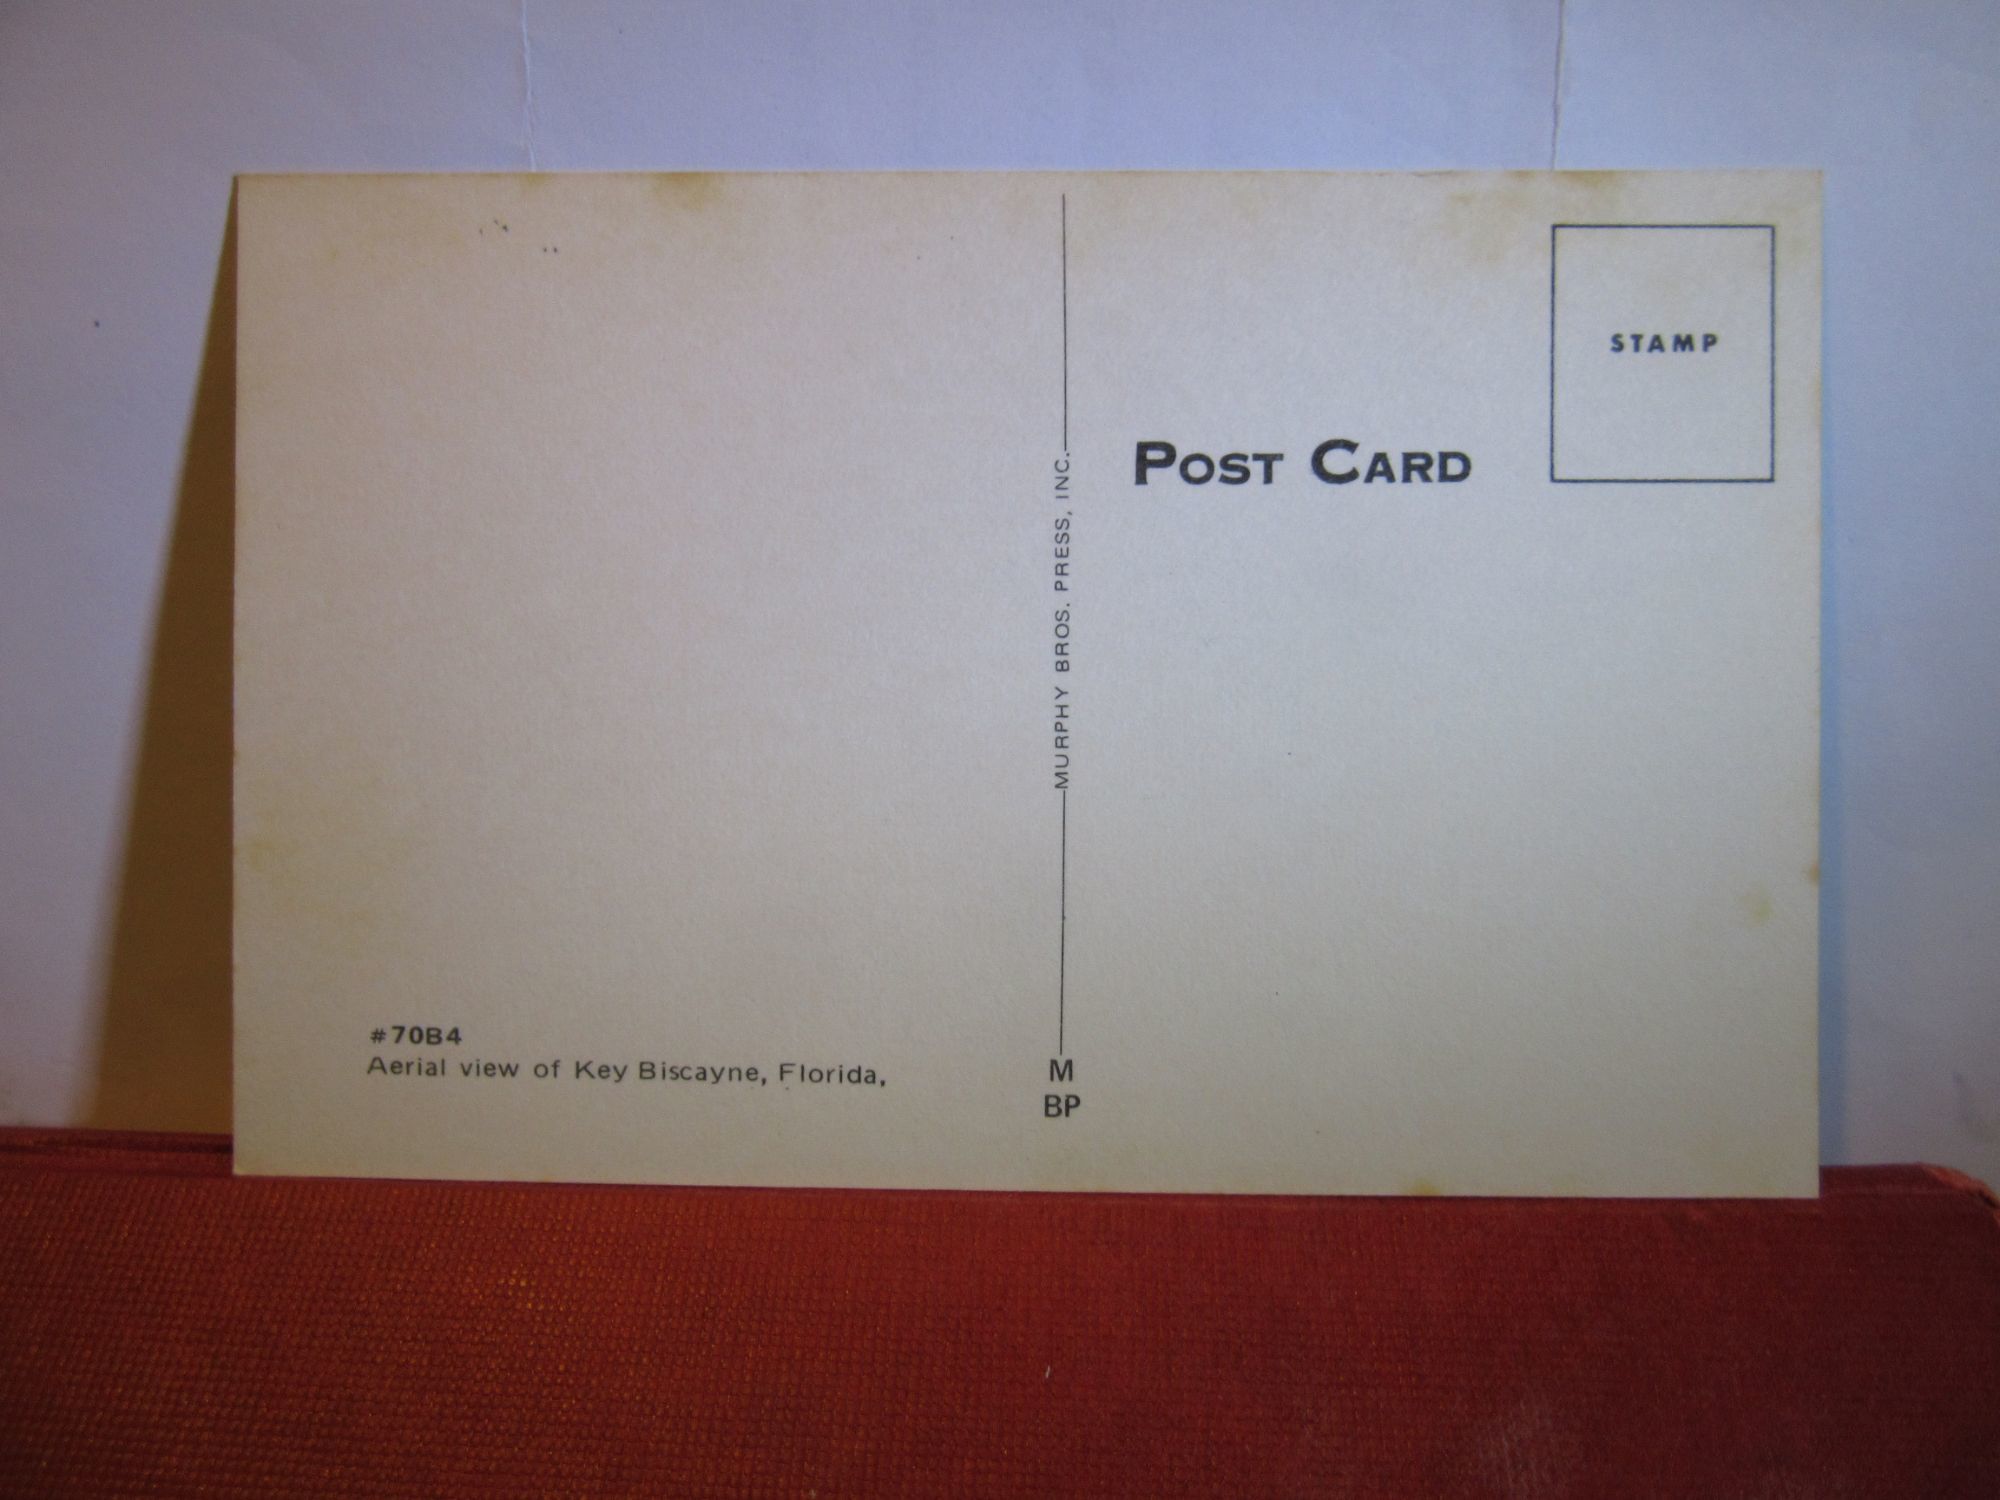 STAMP
POST CARD
MURPHY BROS. PRESS, INC.
#70B4
Aerial view of Key Biscayne, Florida,
M
BP